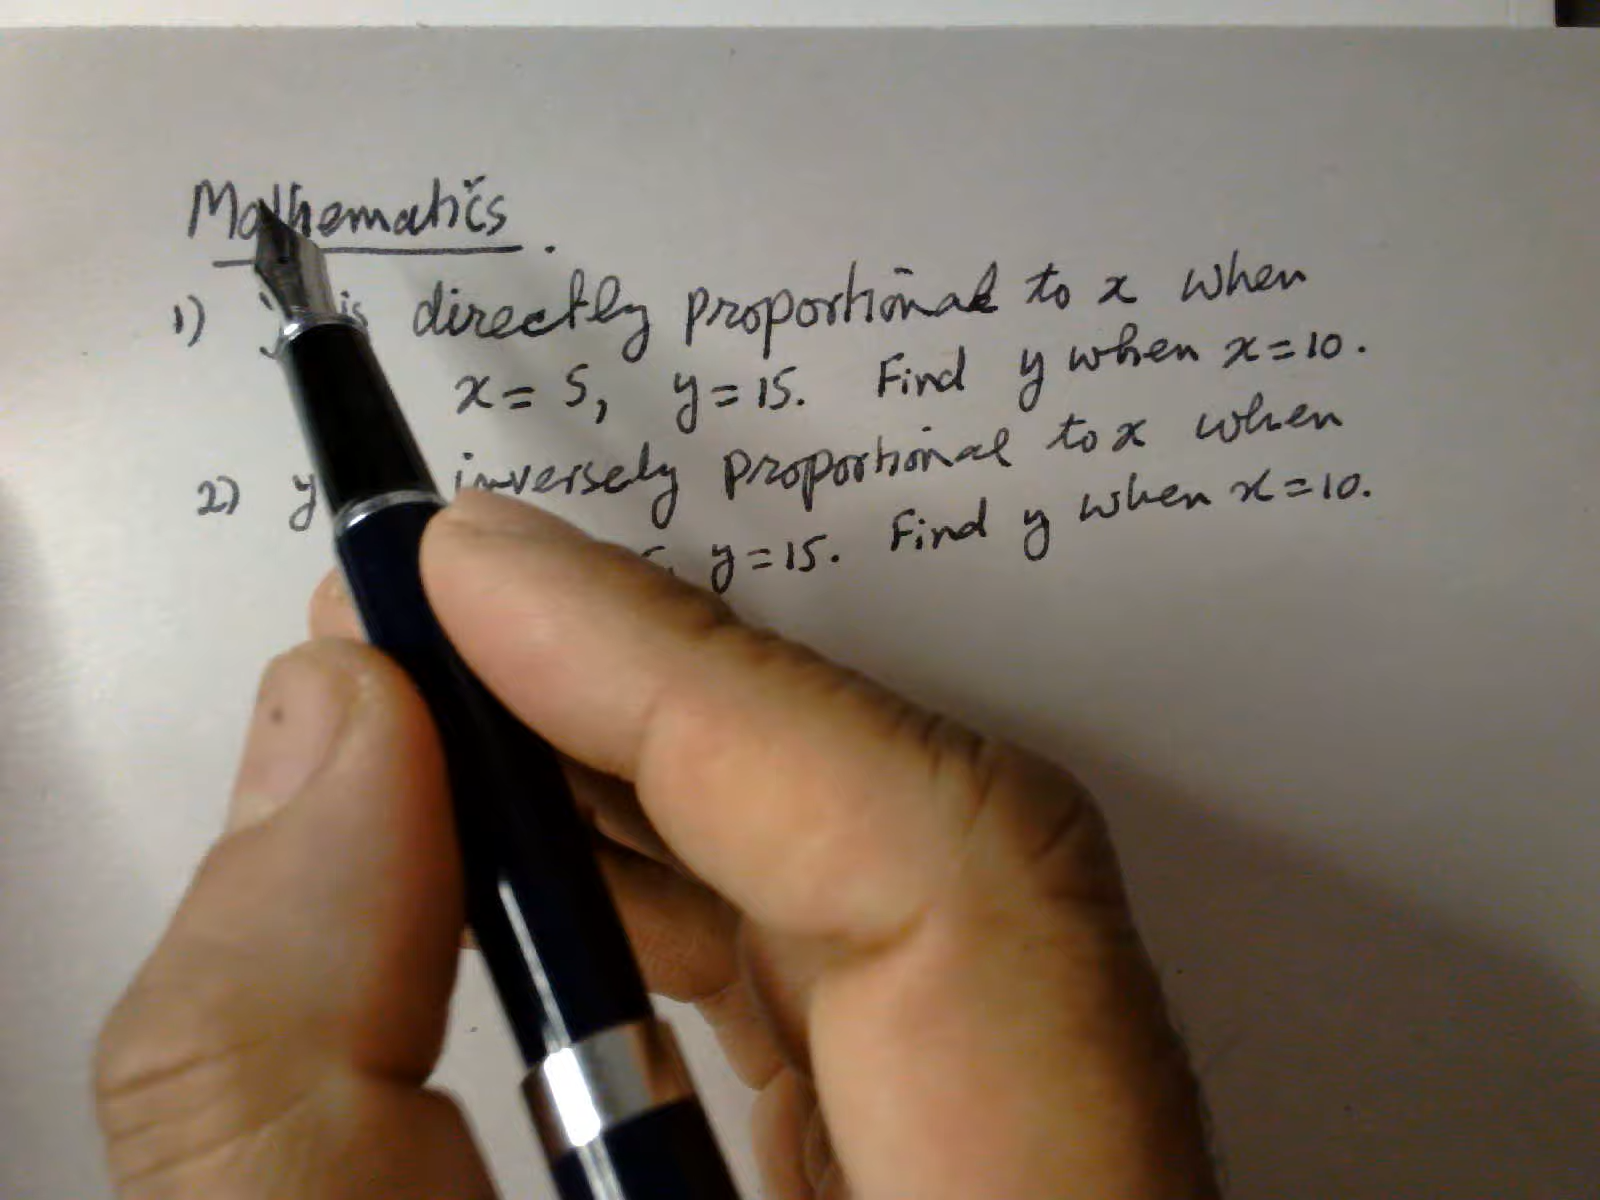 Mathematics.
1) y is directly proportional to x when
x = 5, y = 15. Find y when x = 10.
2) y inversely proportional to x when
5, y = 15. Find y when x = 10.